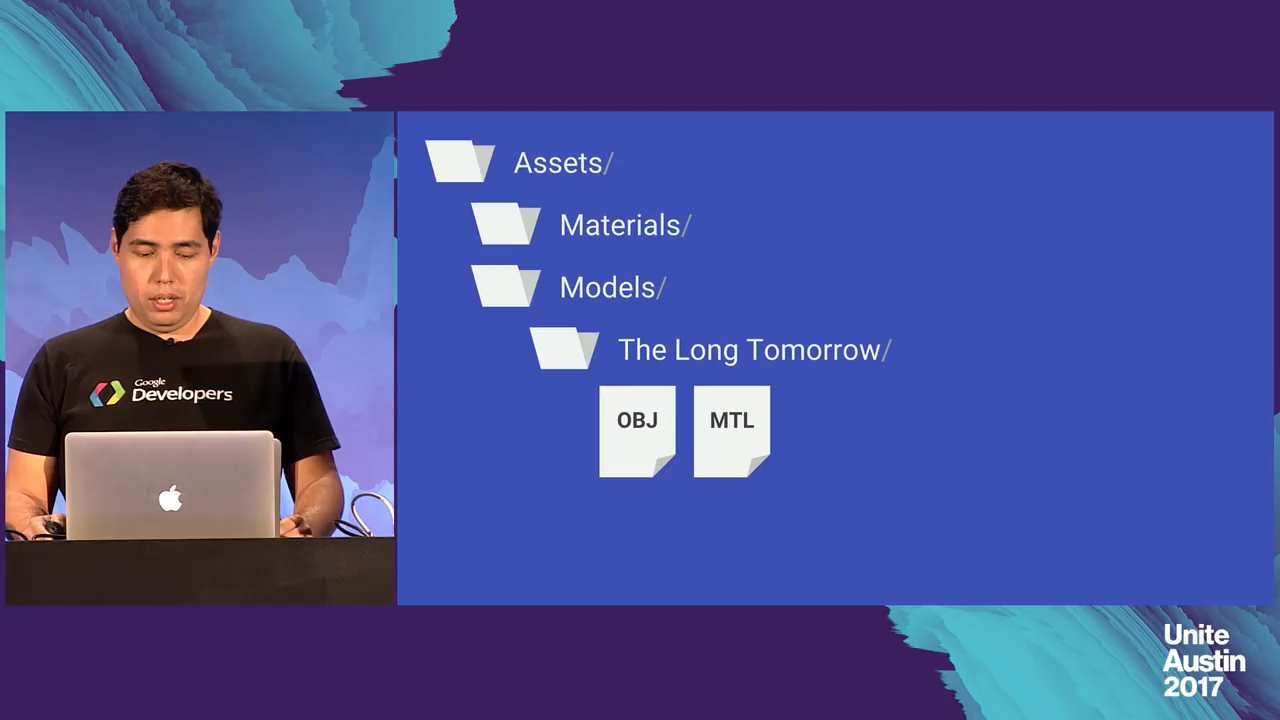 Assets/
Materials/
Models/
The Long Tomorrow/
OBJ MTL
Google
Developers
Unite
Austin
2017